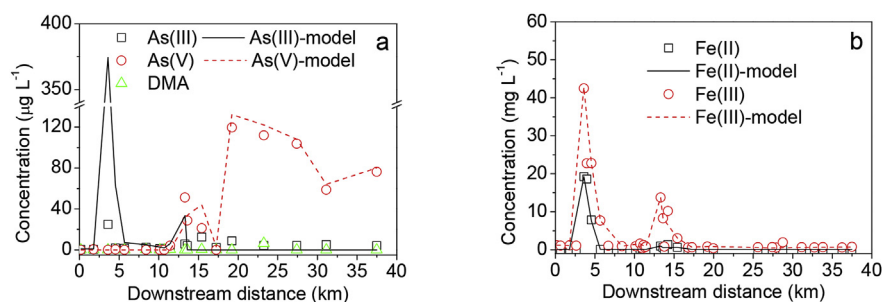 400
375
120
80
40
0
Concentration (µg L⁻¹)
As(III) As(III)-model
As(V) As(V)-model
DMA
a
0 5 10 15 20 25 30 35 40
Downstream distance (km)
60
50
40
30
20
10
0
Concentration (mg L⁻¹)
b
Fe(II)
Fe(II)-model
Fe(III)
Fe(III)-model
0 5 10 15 20 25 30 35 40
Downstream distance (km)